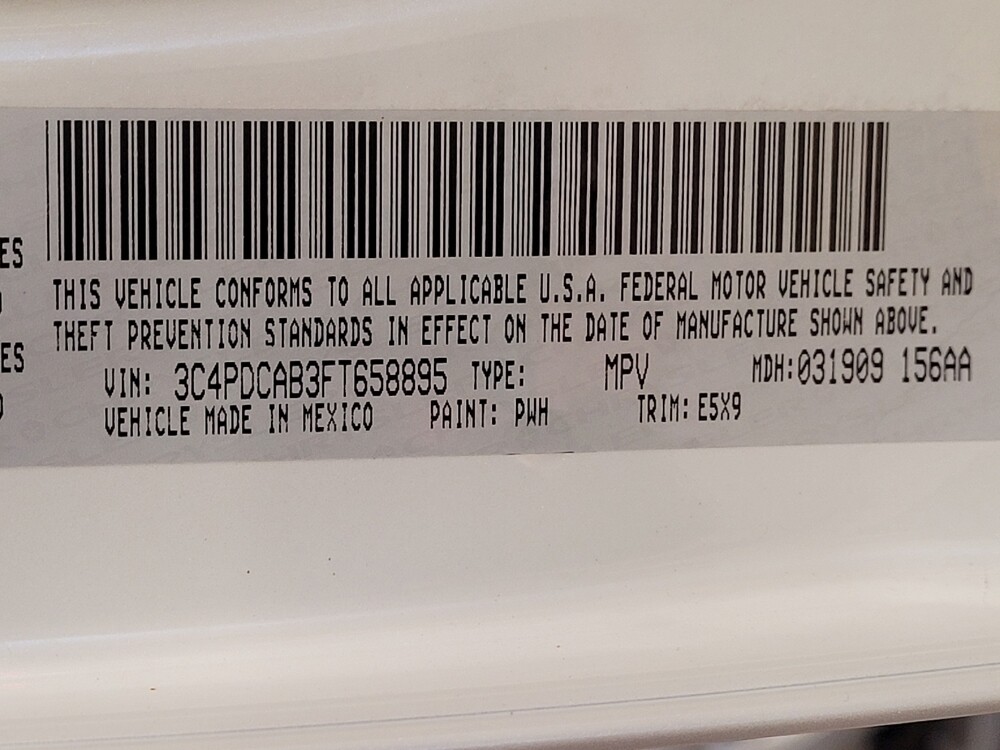 ES
THIS VEHICLE CONFORMS TO ALL APPLICABLE U.S.A. FEDERAL MOTOR VEHICLE SAFETY AND
THEFT PREVENTION STANDARDS IN EFFECT ON THE DATE OF MANUFACTURE SHOWN ABOVE.
ES
VIN: 3C4PDCAB3FT658895 TYPE: MPV MDH:031909 156AA
VEHICLE MADE IN MEXICO PAINT: PWH TRIM: E5X9